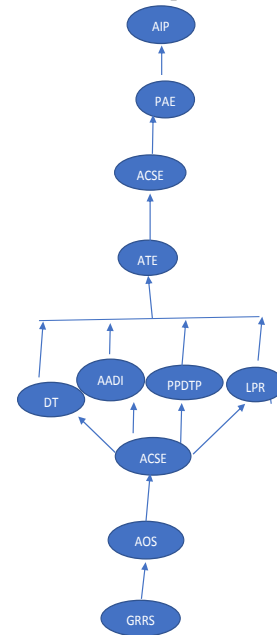 AIP
PAE
ACSE
ATE
AADI
PPDTP
LPR
DT
ACSE
AOS
GRRS